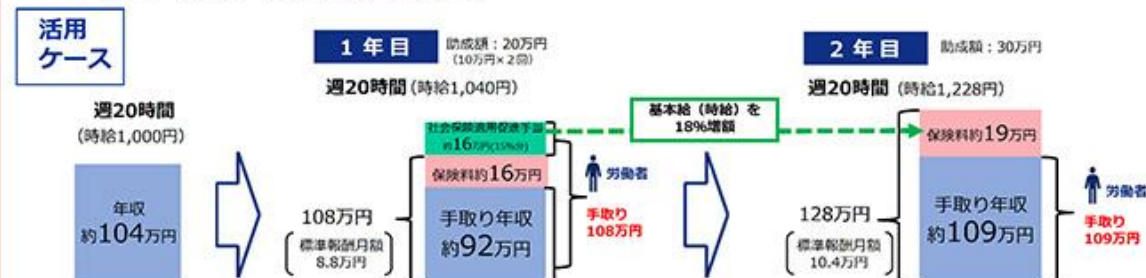 活用
ケース
週20時間
(時給1,000円)
年収
約104万円
1年目
助成額:20万円
(10万円×2回)
週20時間(時給1,040円)
社会保険適用促進手当
約16万円(15%分)
保険料約16万円
手取り年収
約92万円
108万円
標準報酬月額
8.8万円
労働者
手取り
108万円
基本給(時給)を
18%増額
2年目
助成額:30万円
週20時間(時給1,228円)
保険料約19万円
手取り年収
約109万円
128万円
標準報酬月額
10.4万円
労働者
手取り
109万円